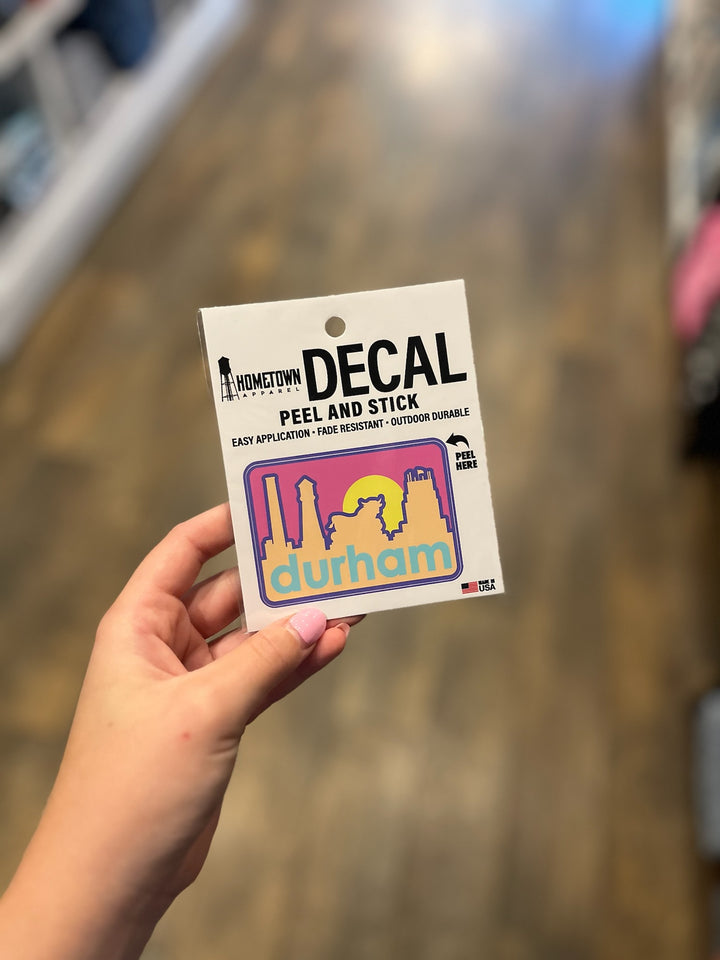 HOMETOWN
APPAREL
DECAL
PEEL AND STICK
EASY APPLICATION • FADE RESISTANT • OUTDOOR DURABLE
PEEL
HERE
durham
MADE IN
USA